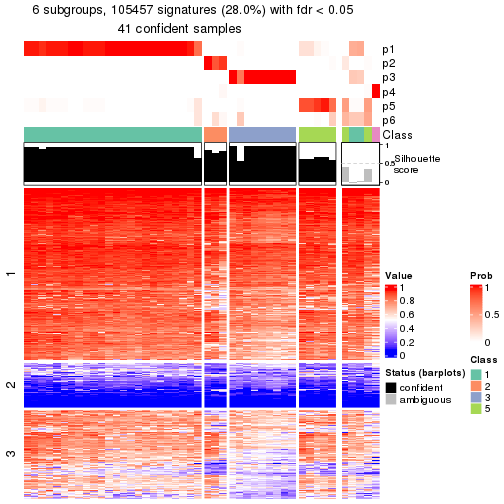 6 subgroups, 105457 signatures (28.0%) with fdr < 0.05
41 confident samples
p1
p2
p3
p4
p5
p6
Class
1
0.5
0
Silhouette
score
1
2
3
Value
1
0.8
0.6
0.4
0.2
0
Prob
1
0.5
0
Status (barplots)
confident
ambiguous
Class
1
2
3
5